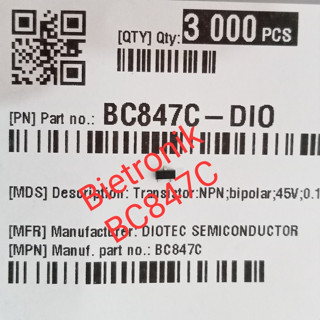 [QTY] Qty: 3 000 PCS
[PN] Part no.: BC847C-DIO
[MDS] Description: Transistor:NPN;bipolar;45V;0.1
[MFR] Manufacturer: DIOTEC SEMICONDUCTOR
[MPN] Manuf. part no.: BC847C
Bietronik
BC847C